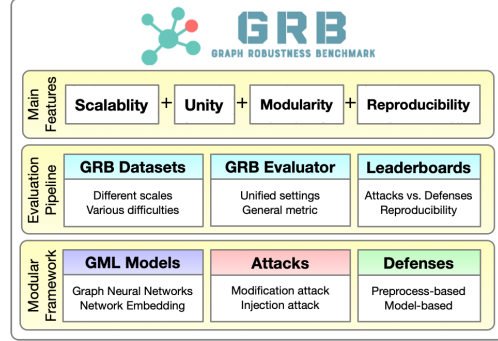 GRB
GRAPH ROBUSTNESS BENCHMARK
Main Features
Scalablity + Unity + Modularity + Reproducibility
Evaluation Pipeline
GRB Datasets
Different scales
Various difficulties
GRB Evaluator
Unified settings
General metric
Leaderboards
Attacks vs. Defenses
Reproducibility
Modular Framework
GML Models
Graph Neural Networks
Network Embedding
Attacks
Modification attack
Injection attack
Defenses
Preprocess-based
Model-based